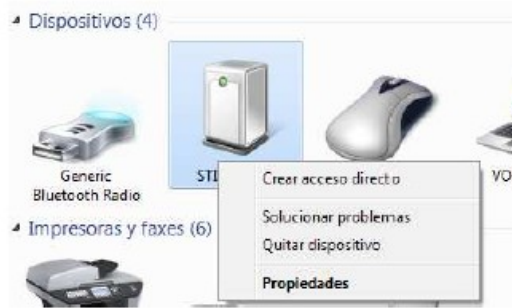 Dispositivos (4)
Generic
Bluetooth Radio
STI
VO
Crear acceso directo
Solucionar problemas
Quitar dispositivo
Propiedades
Impresoras y faxes (6)